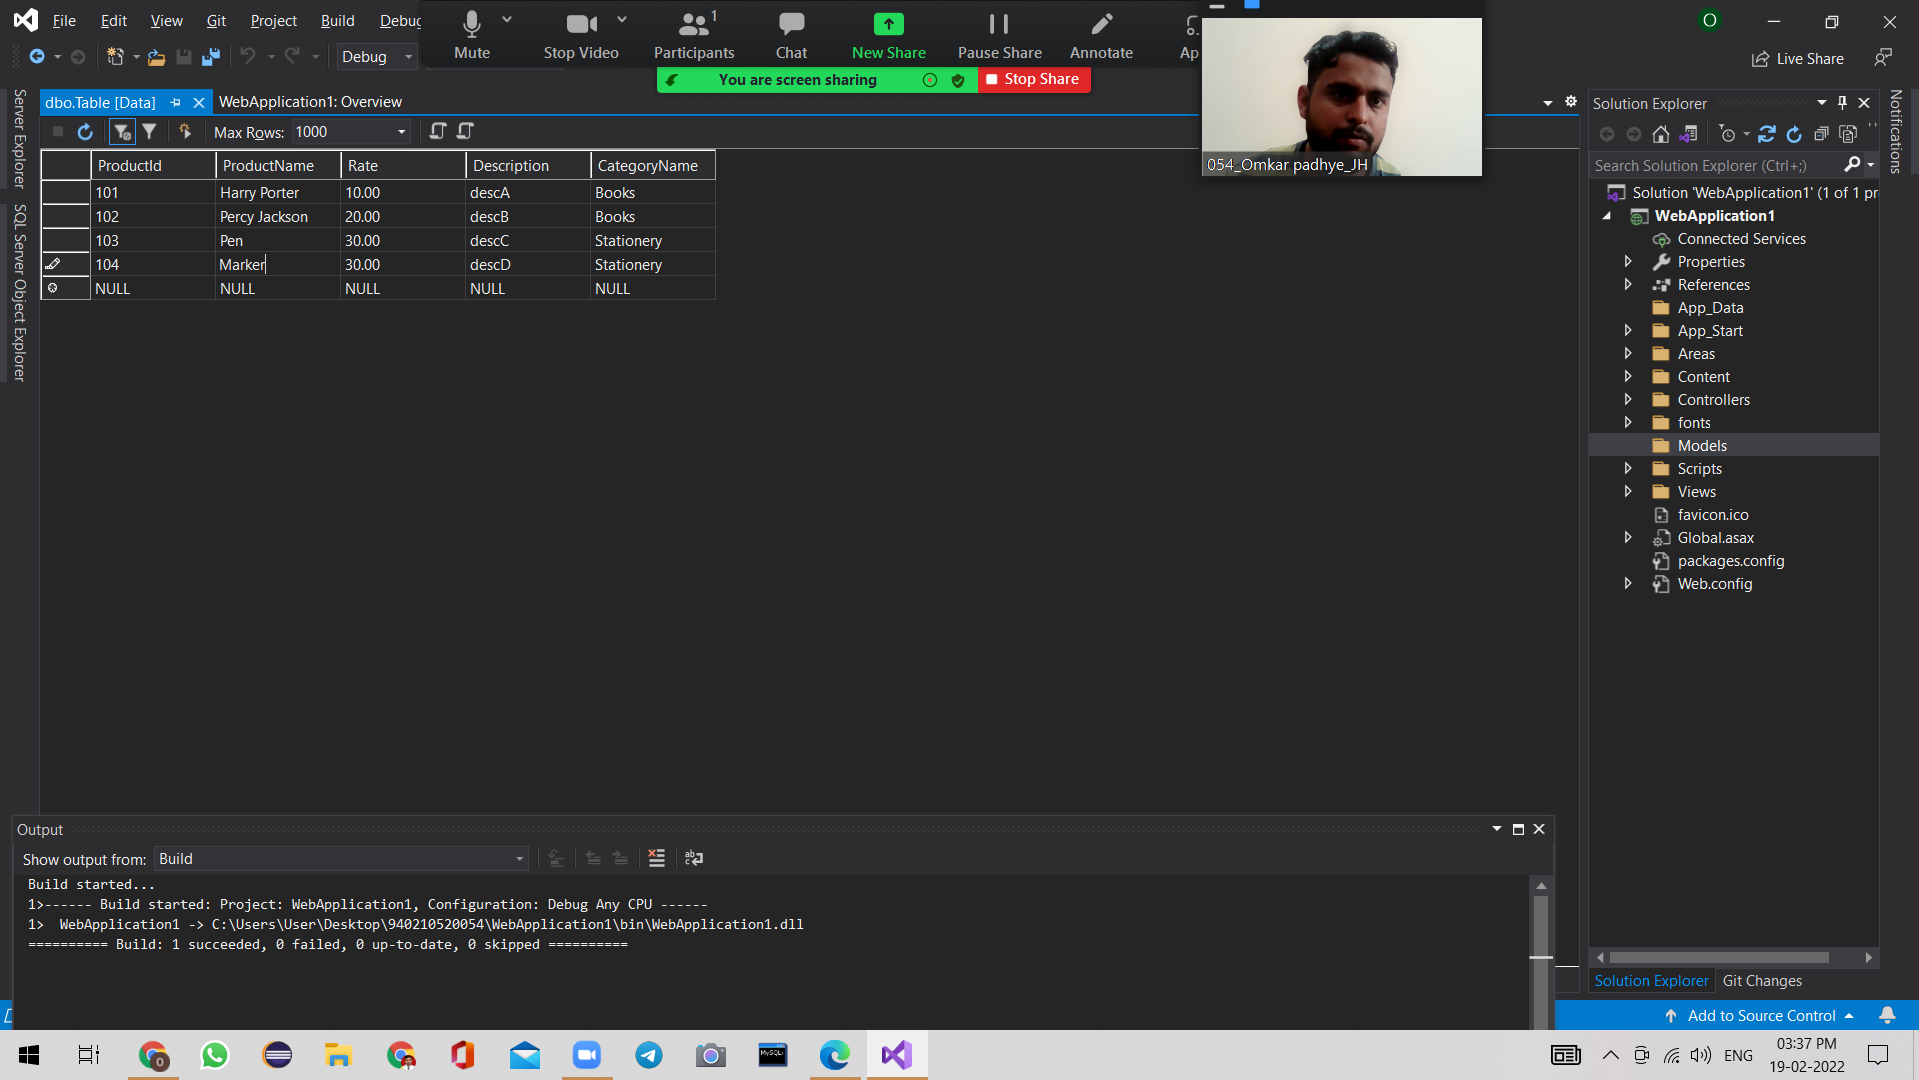 File Edit View Git Project Build Debug
Mute Stop Video Participants 1 Chat New Share Pause Share Annotate
O
Debug
You are screen sharing Stop Share
Live Share
054_Omkar padhye_JH
Server Explorer
SQL Server Object Explorer
Notifications
dbo.Table [Data] WebApplication1: Overview
Max Rows: 1000
ProductId ProductName Rate Description CategoryName
101 Harry Porter 10.00 descA Books
102 Percy Jackson 20.00 descB Books
103 Pen 30.00 descC Stationery
104 Marker 30.00 descD Stationery
NULL NULL NULL NULL NULL
Solution Explorer
Search Solution Explorer (Ctrl+;)
Solution 'WebApplication1' (1 of 1 pr
WebApplication1
Connected Services
Properties
References
App_Data
App_Start
Areas
Content
Controllers
fonts
Models
Scripts
Views
favicon.ico
Global.asax
packages.config
Web.config
Solution Explorer Git Changes
Output
Show output from: Build
Build started...
1>------ Build started: Project: WebApplication1, Configuration: Debug Any CPU ------
1>  WebApplication1 -> C:\Users\User\Desktop\940210520054\WebApplication1\bin\WebApplication1.dll
========== Build: 1 succeeded, 0 failed, 0 up-to-date, 0 skipped ==========
Add to Source Control
ENG
03:37 PM
19-02-2022